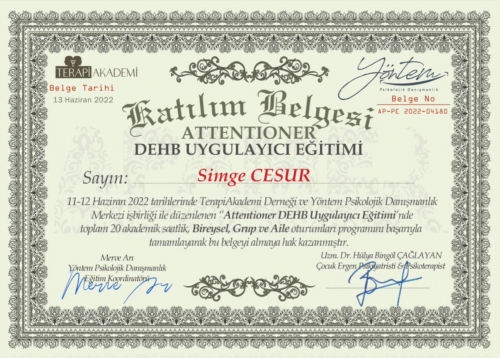 TERAPİAKADEMİ
Belge Tarihi
13 Haziran 2022
Yöntem
Psikolojik Danışmanlık
Belge No
AP-PE 2022-04180
Katılım Belgesi
ATTENTIONER
DEHB UYGULAYICI EĞİTİMİ
Sayın: Simge CESUR
11-12 Haziran 2022 tarihlerinde TerapiAkademi Derneği ve Yöntem Psikolojik Danışmanlık
Merkezi işbirliği ile düzenlenen "Attentioner DEHB Uygulayıcı Eğitimi"nde
toplam 20 akademik saatlik, Bireysel, Grup ve Aile oturumları programını başarıyla
tamamlayarak bu belgeyi almaya hak kazanmıştır.
Merve Arı
Yöntem Psikolojik Danışmanlık
Eğitim Koordinatörü
Uzm. Dr. Hülya Bingöl ÇAĞLAYAN
Çocuk Ergen Psikiyatristi &Psikoterapist